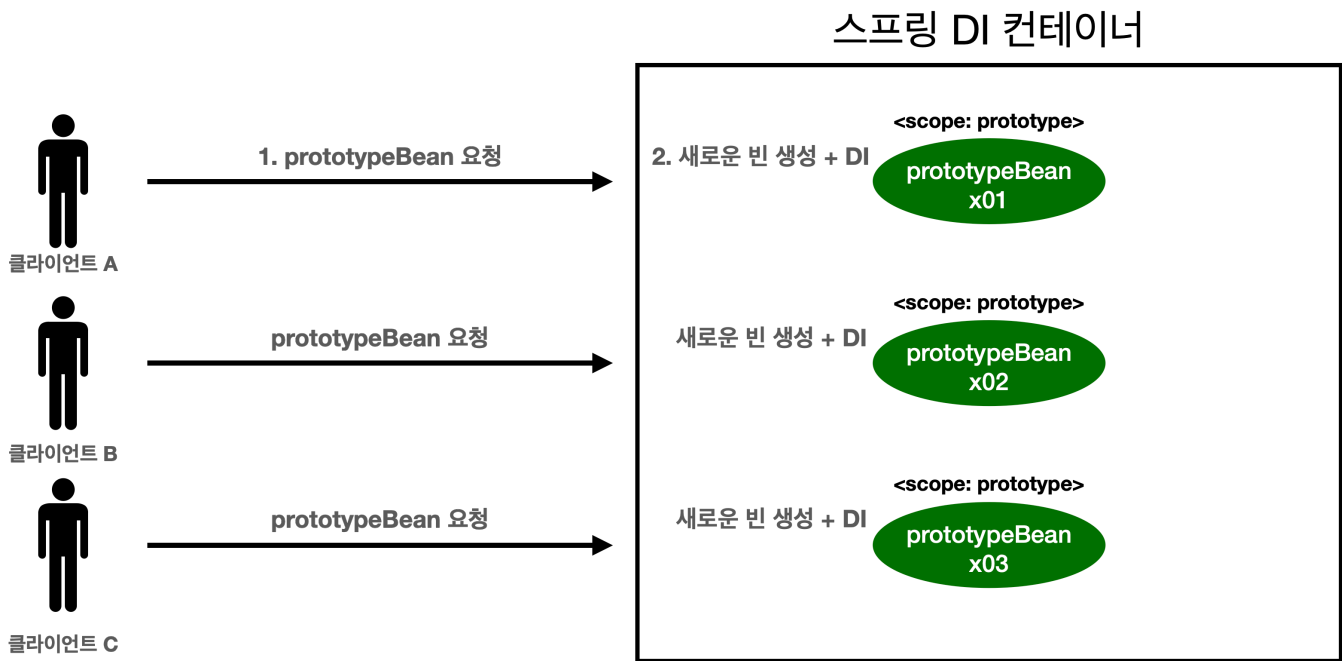 스프링 DI 컨테이너
<scope: prototype>
1. prototypeBean 요청
2. 새로운 빈 생성 + DI
prototypeBean
x01
클라이언트 A
<scope: prototype>
prototypeBean 요청
새로운 빈 생성 + DI
prototypeBean
x02
클라이언트 B
<scope: prototype>
prototypeBean 요청
새로운 빈 생성 + DI
prototypeBean
x03
클라이언트 C